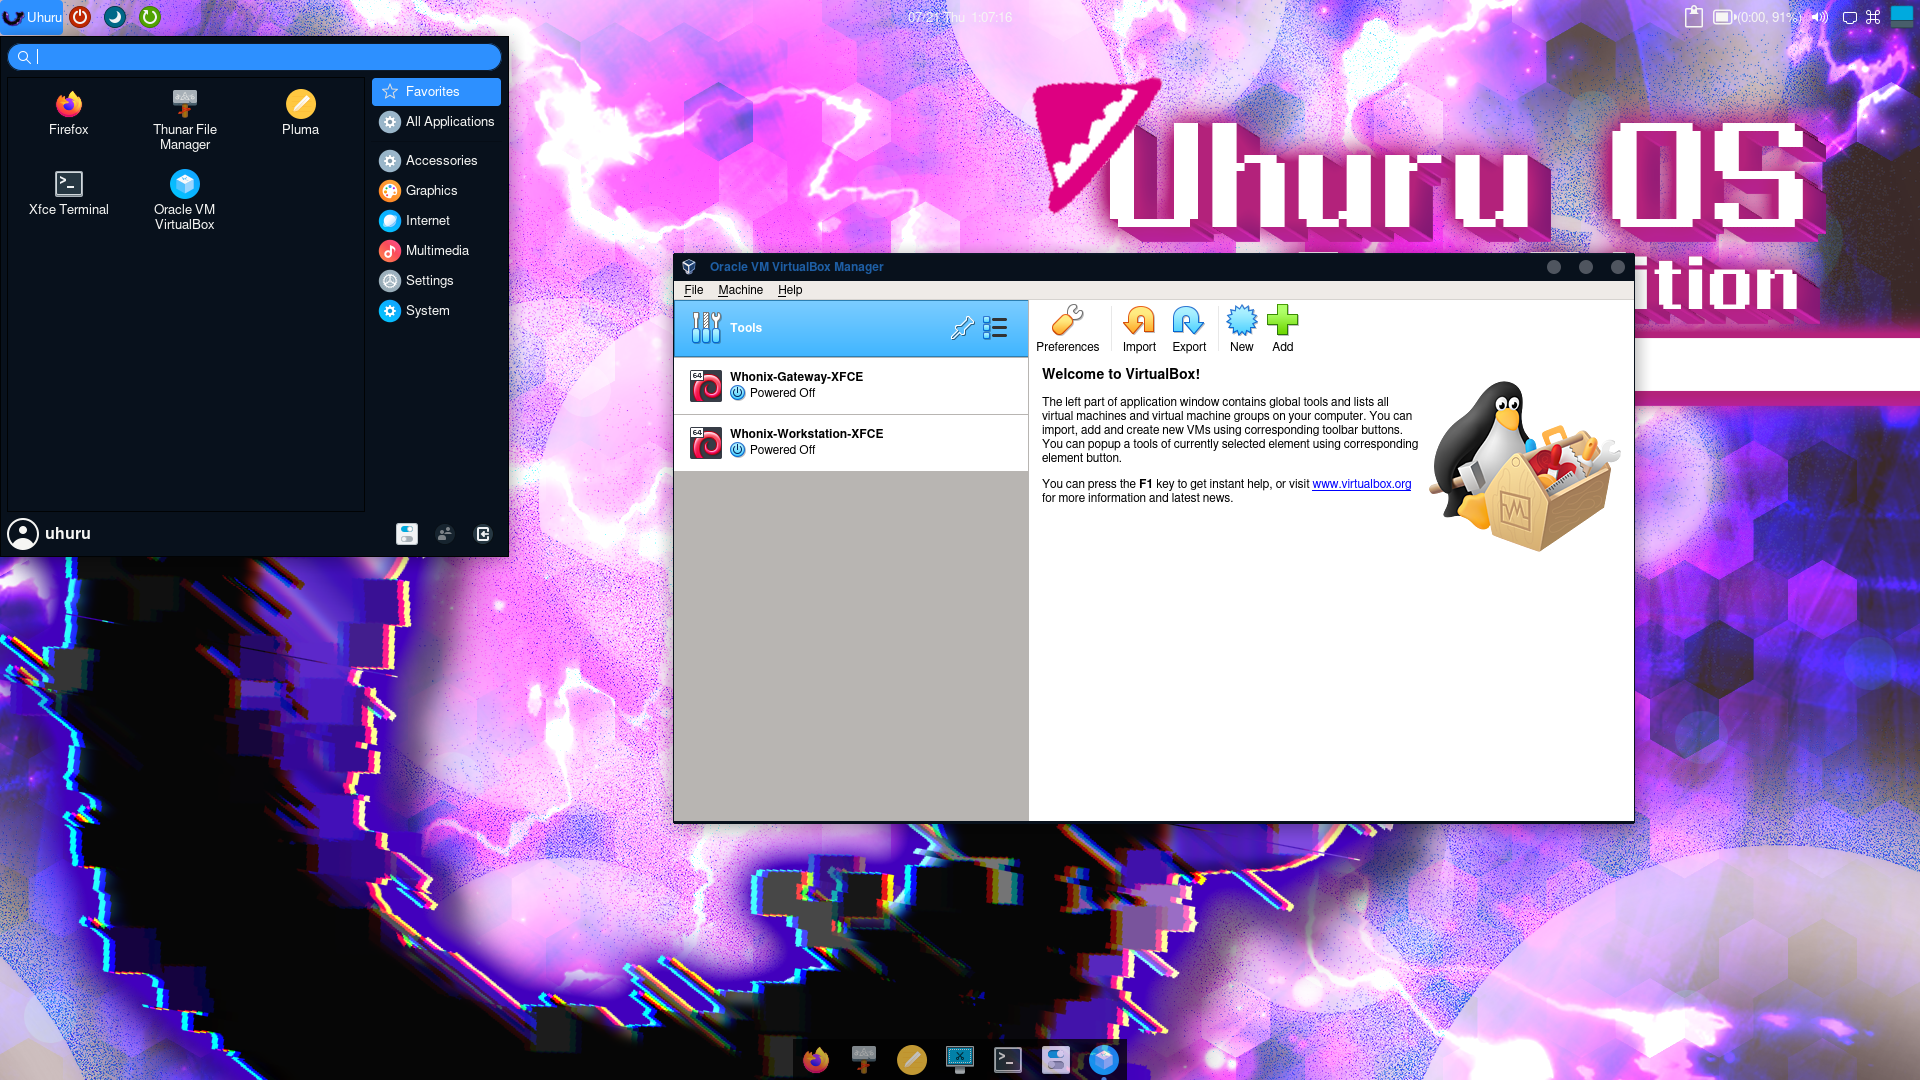 Uhuru
07:21 Thu 1:07:16
(0:00, 91%)
Firefox
Thunar File
Manager
Pluma
Xfce Terminal
Oracle VM
VirtualBox
Favorites
All Applications
Accessories
Graphics
Internet
Multimedia
Settings
System
uhuru
Uhuru OS
ition
Oracle VM VirtualBox Manager
File Machine Help
Tools
64
Whonix-Gateway-XFCE
Powered Off
64
Whonix-Workstation-XFCE
Powered Off
Preferences
Import
Export
New
Add
Welcome to VirtualBox!
The left part of application window contains global tools and lists all
virtual machines and virtual machine groups on your computer. You can
import, add and create new VMs using corresponding toolbar buttons.
You can popup a tools of currently selected element using corresponding
element button.
You can press the F1 key to get instant help, or visit www.virtualbox.org
for more information and latest news.